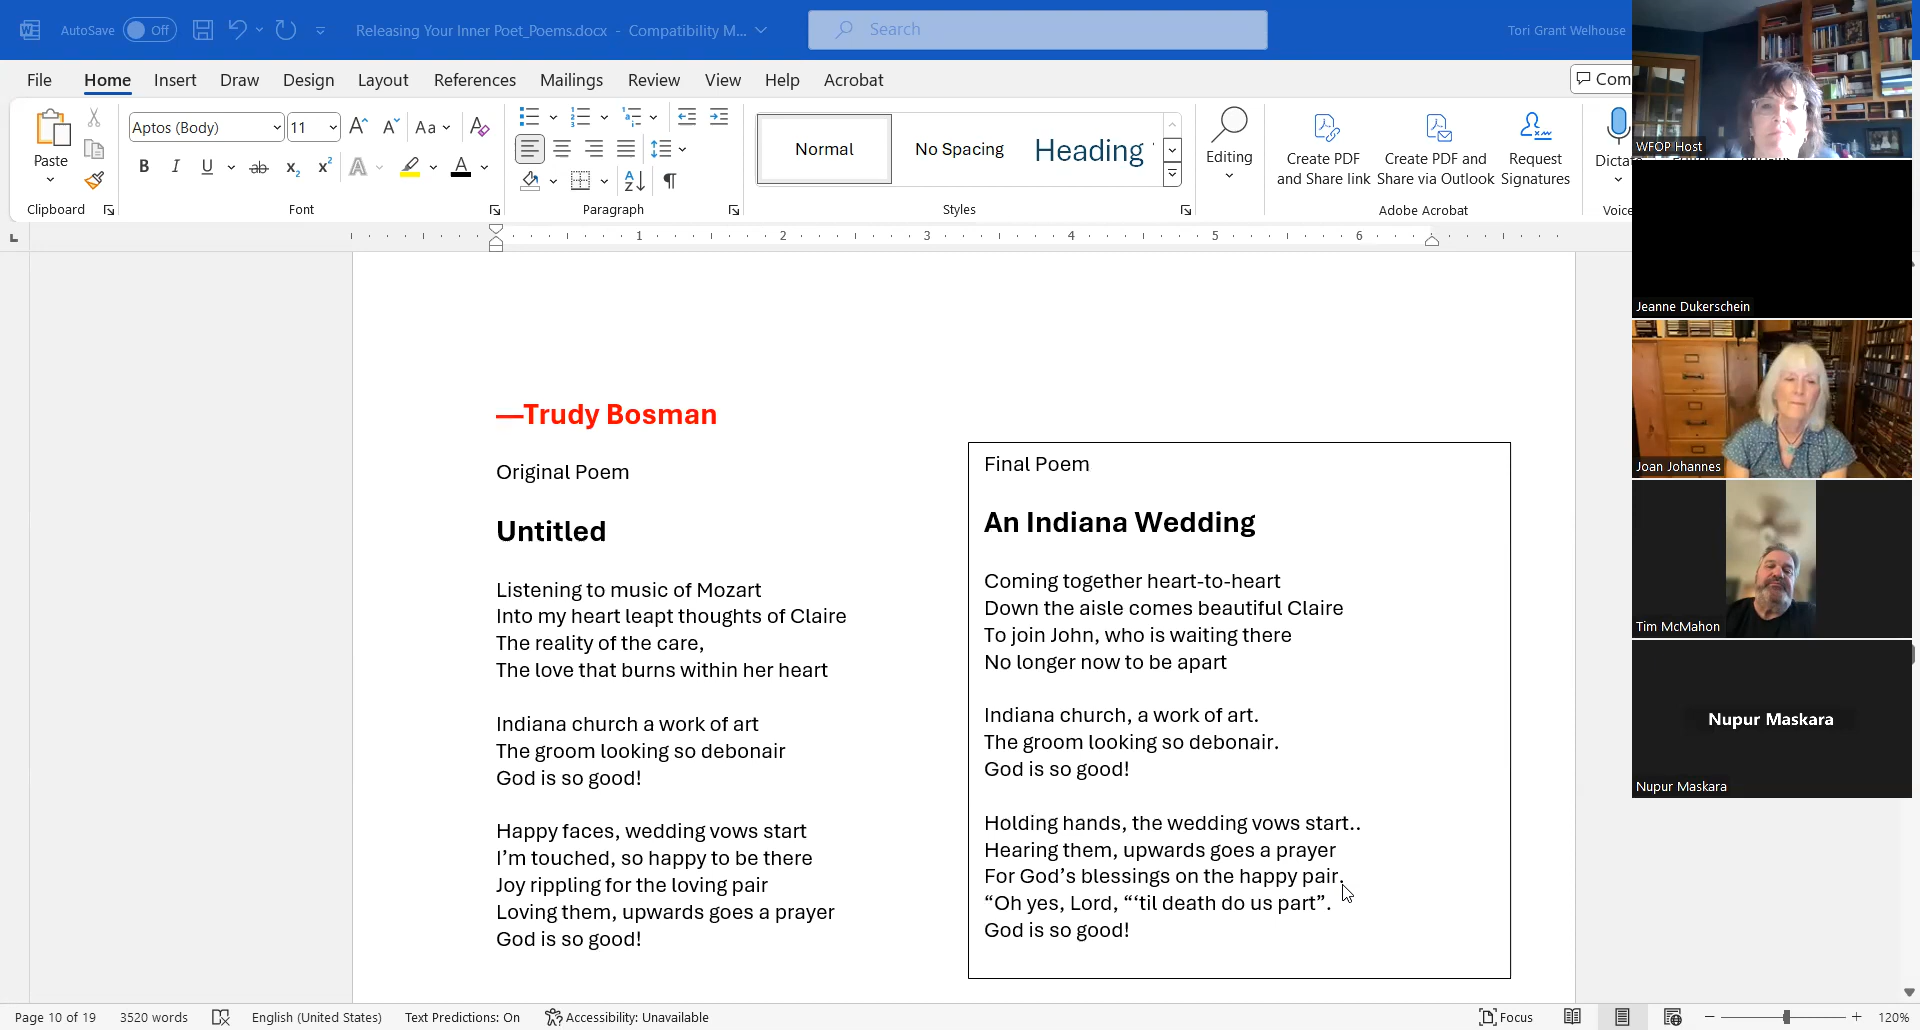 AutoSave Off Releasing Your Inner Poet_Poems.docx - Compatibility M... Search Tori Grant Welhouse
File Home Insert Draw Design Layout References Mailings Review View Help Acrobat Com
Paste
Clipboard
Aptos (Body) 11
Font
Paragraph
Normal
No Spacing
Heading
Styles
Editing
Create PDF and Share link
Create PDF and Share via Outlook
Request Signatures
Adobe Acrobat
Dictat
Voice
1 2 3 4 5 6
—Trudy Bosman
Original Poem
Untitled
Listening to music of Mozart
Into my heart leapt thoughts of Claire
The reality of the care,
The love that burns within her heart
Indiana church a work of art
The groom looking so debonair
God is so good!
Happy faces, wedding vows start
I’m touched, so happy to be there
Joy rippling for the loving pair
Loving them, upwards goes a prayer
God is so good!
Final Poem
An Indiana Wedding
Coming together heart-to-heart
Down the aisle comes beautiful Claire
To join John, who is waiting there
No longer now to be apart
Indiana church, a work of art.
The groom looking so debonair.
God is so good!
Holding hands, the wedding vows start..
Hearing them, upwards goes a prayer
For God’s blessings on the happy pair.
“Oh yes, Lord, “‘til death do us part”.
God is so good!
WFOP Host
Jeanne Dukerschein
Joan Johannes
Tim McMahon
Nupur Maskara
Nupur Maskara
Page 10 of 19 3520 words English (United States) Text Predictions: On Accessibility: Unavailable Focus 120%